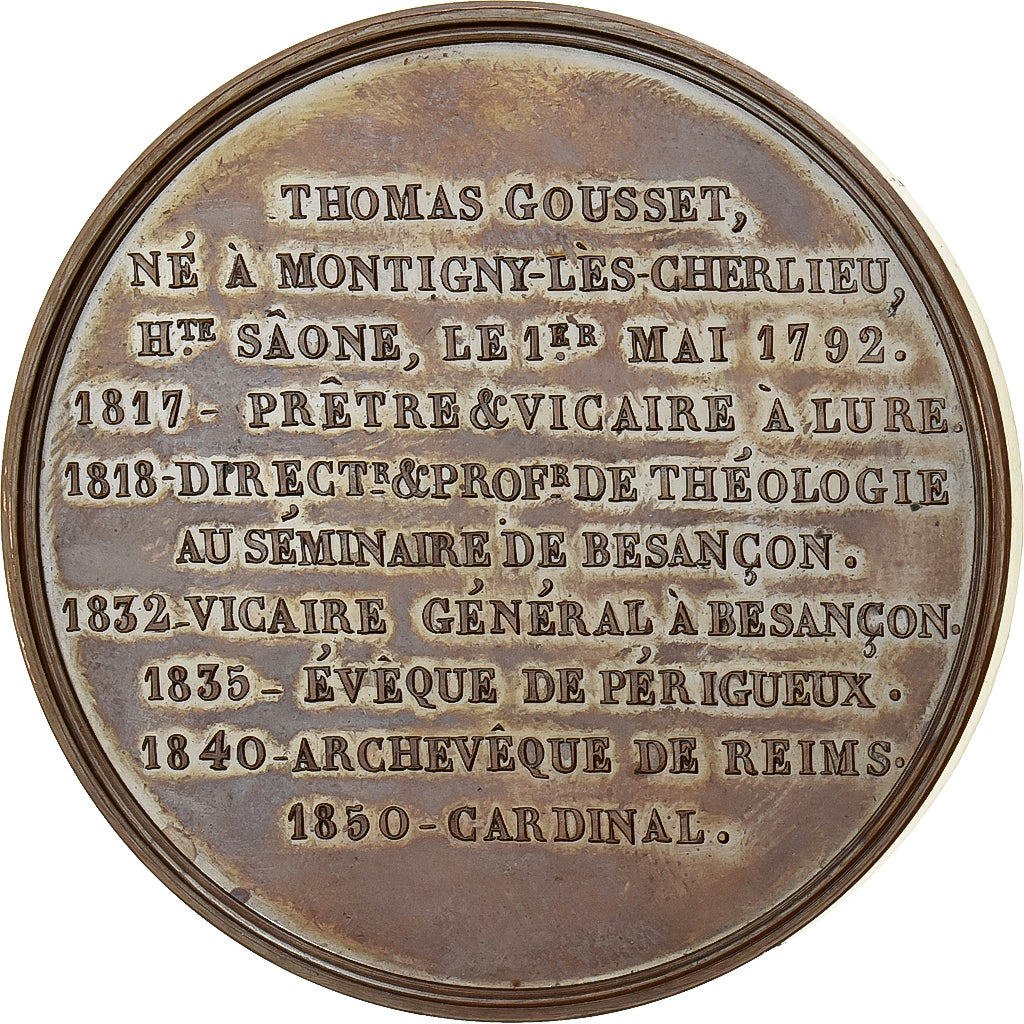 THOMAS GOUSSET,
NÉ À MONTIGNY-LÈS-CHERLIEU,
HTE SÂONE, LE 1ER MAI 1792.
1817- PRÊTRE & VICAIRE À LURE.
1818-DIRECTR & PROFR DE THÉOLOGIE
AU SÉMINAIRE DE BESANÇON.
1832-VICAIRE GÉNÉRAL À BESANÇON.
1835- ÉVÊQUE DE PÉRIGUEUX.
1840-ARCHEVÊQUE DE REIMS.
1850-CARDINAL.